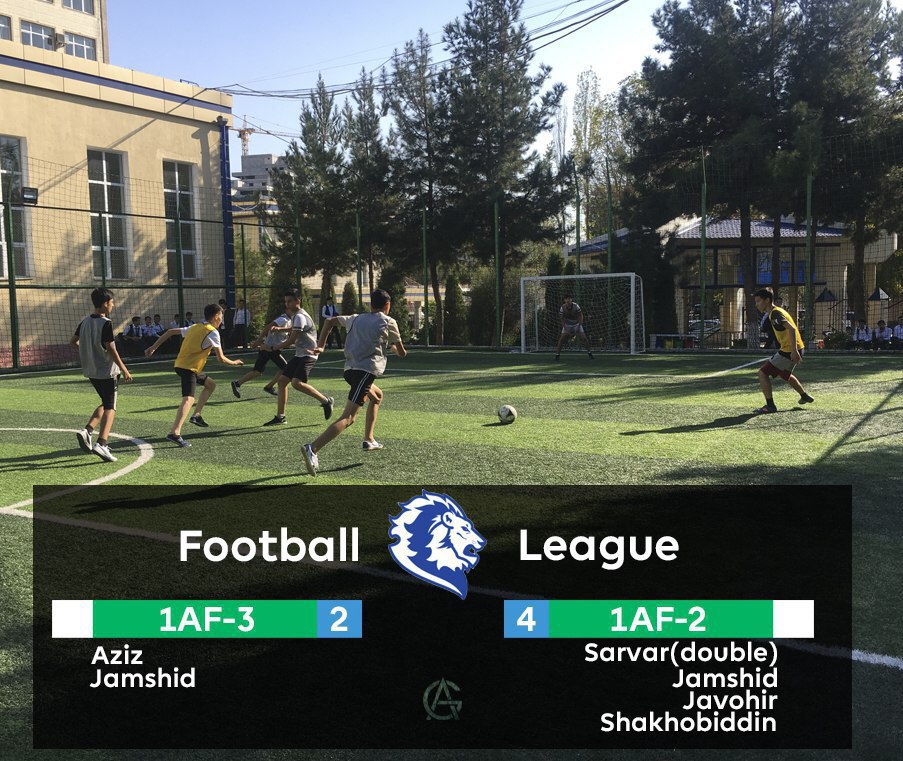 Football League
1AF-3 2
4 1AF-2
Aziz
Jamshid
Sarvar(double)
Jamshid
Javohir
Shakhobiddin